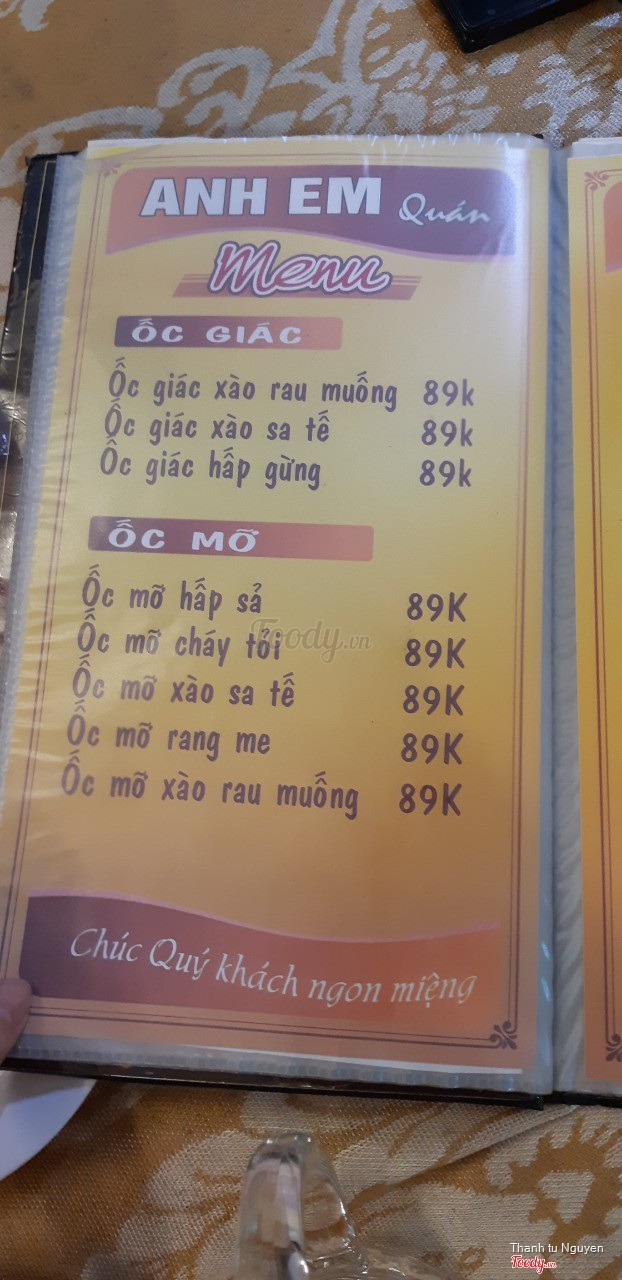 ANH EM Quán
Menu
ỐC GIÁC
Ốc giác xào rau muống 89k
Ốc giác xào sa tế 89k
Ốc giác hấp gừng 89k
ỐC MỠ
Ốc mỡ hấp sả 89K
Foody.vn
Ốc mỡ cháy tỏi 89K
Ốc mỡ xào sa tế 89K
Ốc mỡ rang me 89K
Ốc mỡ xào rau muống 89K
Chúc Quý khách ngon miệng
Thanh tu Nguyen
Foody.vn